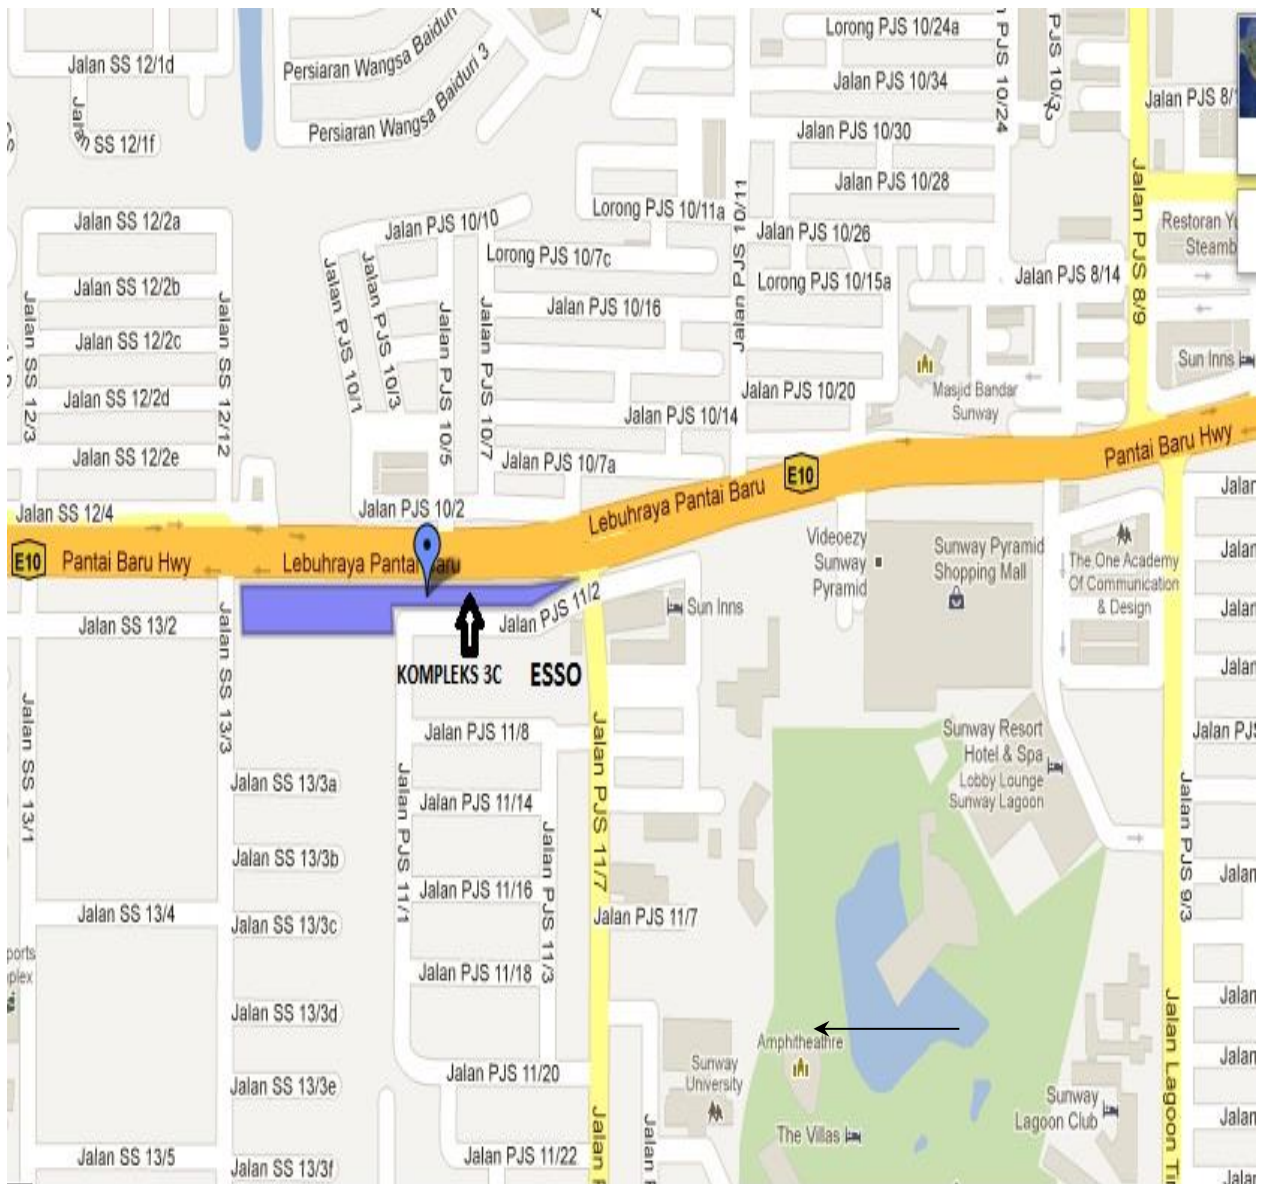 Jalan SS 12/1d
Jalan
SS 12/1f
Persiaran Wangsa Baiduri
Persiaran Wangsa Baiduri 3
Lorong PJS 10/24a
Jalan PJS 10/34
PJS 10/24
Jalan PJS 10/30
Jalan PJS 10/28
Jalan PJS 8/9
Jalan SS 12/2a
Jalan SS 12/2b
Jalan SS 12/2c
Jalan SS 12/2d
Jalan SS 12/2e
Jalan SS 12/3
Jalan SS 12/12
Jalan SS 12/4
Jalan PJS 10/10
Jalan PJS 10/1
Jalan PJS 10/3
Jalan PJS 10/5
Jalan PJS 10/7
Lorong PJS 10/11a
Lorong PJS 10/7c
Jalan PJS 10/16
Jalan PJS 10/14
Jalan PJS 10/7a
Jalan PJS 10/2
Jalan PJS 10/11
Jalan PJS 10/26
Lorong PJS 10/15a
Jalan PJS 10/20
Jalan PJS 8/14
Masjid Bandar
Sunway
Sun Inns
E10
Pantai Baru Hwy
Lebuhraya Pantai Baru
Lebuhraya Pantai Baru
E10
Pantai Baru Hwy
Videoezy
Sunway
Pyramid
Sunway Pyramid
Shopping Mall
The One Academy
Of Communication
& Design
Jalan SS 13/2
Jalan SS 13/3
Jalan SS 13/1
Jalan PJS 11/2
Sun Inns
KOMPLEKS 3C
ESSO
Jalan PJS 11/8
Jalan PJS 11/14
Jalan PJS 11/16
Jalan PJS 11/18
Jalan PJS 11/20
Jalan PJS 11/22
Jalan PJS 11/1
Jalan PJS 11/3
Jalan PJS 11/7
Jalan PJS 11/7
Jalan SS 13/3a
Jalan SS 13/3b
Jalan SS 13/3c
Jalan SS 13/3d
Jalan SS 13/3e
Jalan SS 13/3f
Jalan SS 13/4
Jalan SS 13/5
Sunway Resort
Hotel & Spa
Lobby Lounge
Sunway Lagoon
Jalan PJS 9/3
Amphitheathre
Sunway
University
The Villas
Sunway
Lagoon Club
Jalan Lagoon
Jalan
Jalan